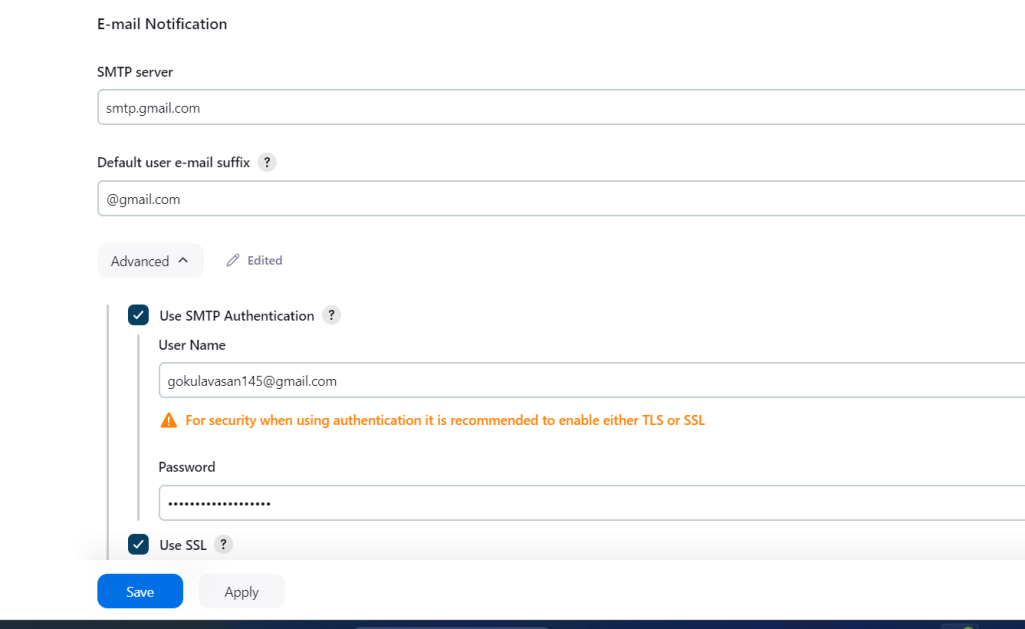 E-mail Notification
SMTP server
smtp.gmail.com
Default user e-mail suffix ?
@gmail.com
Advanced Edited
Use SMTP Authentication ?
User Name
gokulavasan145@gmail.com
For security when using authentication it is recommended to enable either TLS or SSL
Password
•••••••••••••••••••
Use SSL ?
Save Apply